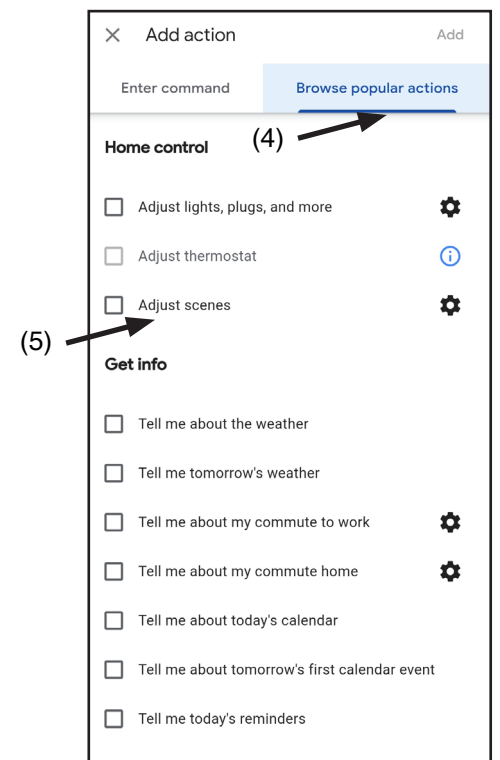 Add action
Add
Enter command
Browse popular actions
(4)
Home control
Adjust lights, plugs, and more
Adjust thermostat
Adjust scenes
(5)
Get info
Tell me about the weather
Tell me tomorrow's weather
Tell me about my commute to work
Tell me about my commute home
Tell me about today's calendar
Tell me about tomorrow's first calendar event
Tell me today's reminders